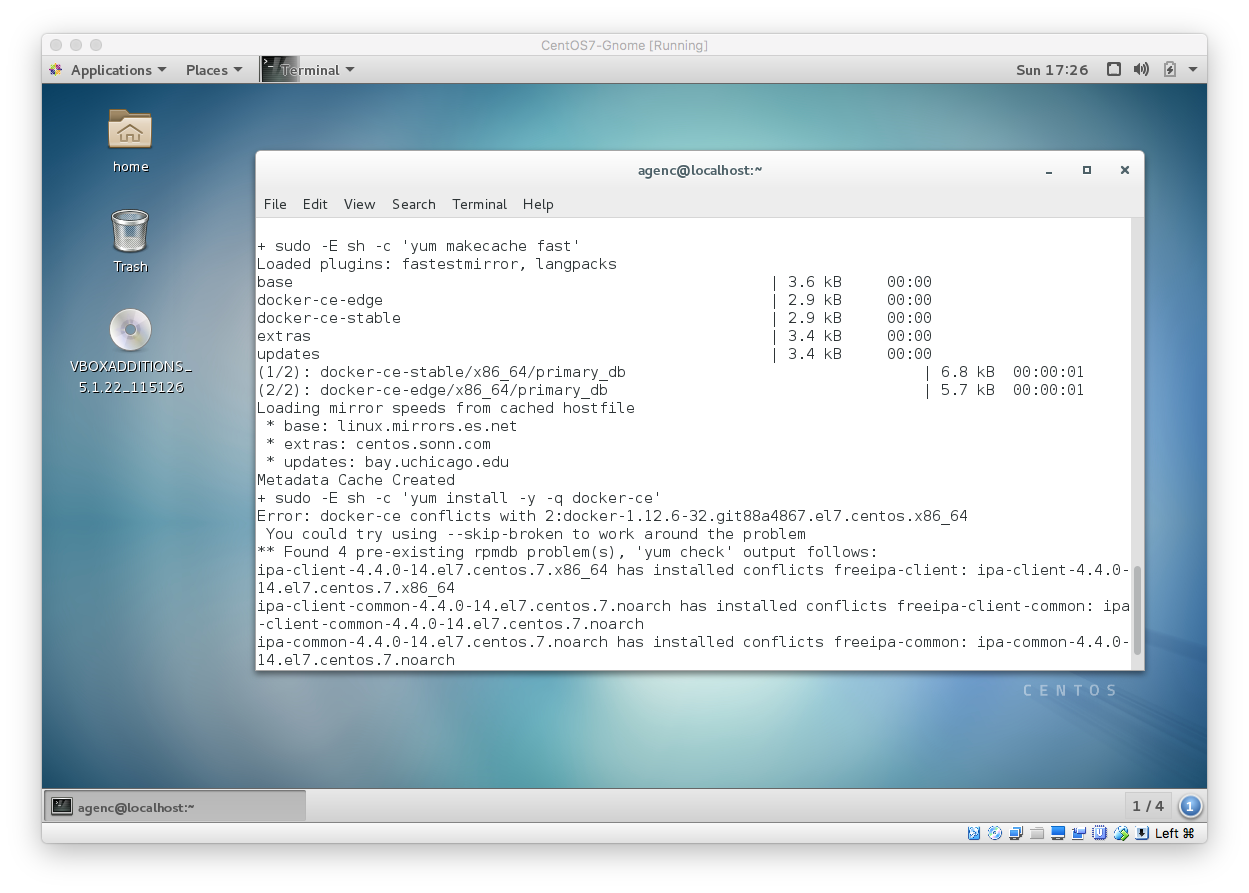 CentOS7-Gnome [Running]
Applications Places Terminal Sun 17:26
home
Trash
VBOXADDITIONS_
5.1.22_115126
agenc@localhost:~
File Edit View Search Terminal Help
+ sudo -E sh -c 'yum makecache fast'
Loaded plugins: fastestmirror, langpacks
base | 3.6 kB 00:00
docker-ce-edge | 2.9 kB 00:00
docker-ce-stable | 2.9 kB 00:00
extras | 3.4 kB 00:00
updates | 3.4 kB 00:00
(1/2): docker-ce-stable/x86_64/primary_db | 6.8 kB 00:00:01
(2/2): docker-ce-edge/x86_64/primary_db | 5.7 kB 00:00:01
Loading mirror speeds from cached hostfile
* base: linux.mirrors.es.net
* extras: centos.sonn.com
* updates: bay.uchicago.edu
Metadata Cache Created
+ sudo -E sh -c 'yum install -y -q docker-ce'
Error: docker-ce conflicts with 2:docker-1.12.6-32.git88a4867.el7.centos.x86_64
You could try using --skip-broken to work around the problem
** Found 4 pre-existing rpmdb problem(s), 'yum check' output follows:
ipa-client-4.4.0-14.el7.centos.7.x86_64 has installed conflicts freeipa-client: ipa-client-4.4.0-
14.el7.centos.7.x86_64
ipa-client-common-4.4.0-14.el7.centos.7.noarch has installed conflicts freeipa-client-common: ipa
-client-common-4.4.0-14.el7.centos.7.noarch
ipa-common-4.4.0-14.el7.centos.7.noarch has installed conflicts freeipa-common: ipa-common-4.4.0-
14.el7.centos.7.noarch
CENTOS
agenc@localhost:~ 1 / 4 1
Left ⌘